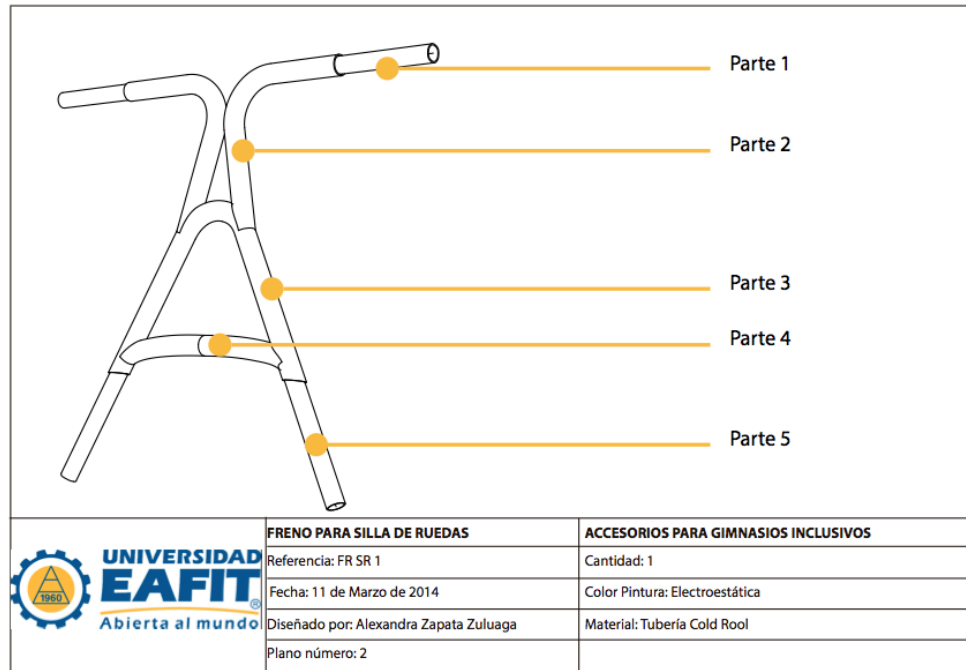 Parte 1
Parte 2
Parte 3
Parte 4
Parte 5
FRENO PARA SILLA DE RUEDAS
ACCESORIOS PARA GIMNASIOS INCLUSIVOS
Referencia: FR SR 1
Cantidad: 1
Fecha: 11 de Marzo de 2014
Color Pintura: Electroestática
Diseñado por: Alexandra Zapata Zuluaga
Material: Tubería Cold Rool
Plano número: 2
UNIVERSIDAD
EAFIT®
Abierta al mundo
1960